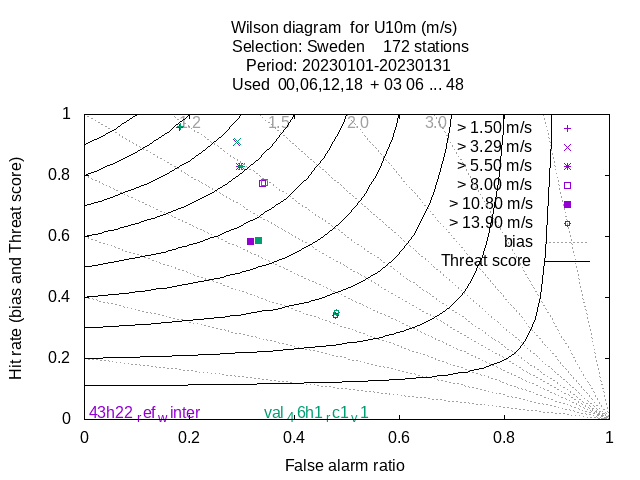 Wilson diagram  for U10m (m/s)
Selection: Sweden    172 stations
Period: 20230101-20230131
Used  00,06,12,18  + 03 06 ... 48
1.2 1.5 2.0 3.0
> 1.50 m/s
> 3.29 m/s
> 5.50 m/s
> 8.00 m/s
> 10.80 m/s
> 13.90 m/s
bias
Threat score
Hit rate (bias and Threat score)
1
0.8
0.6
0.4
0.2
0
43h22 refwinter val46h1rc1v1
0 0.2 0.4 0.6 0.8 1
False alarm ratio